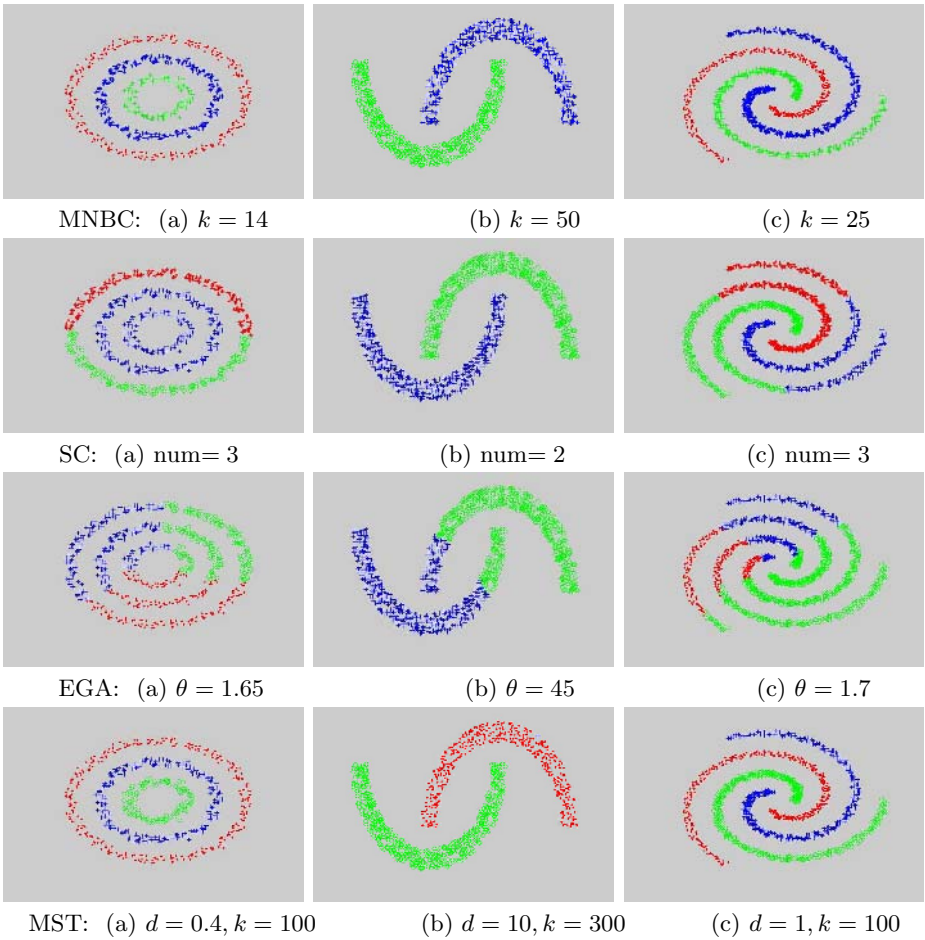 MNBC: (a) k = 14 (b) k = 50 (c) k = 25
SC: (a) num= 3 (b) num= 2 (c) num= 3
EGA: (a) θ = 1.65 (b) θ = 45 (c) θ = 1.7
MST: (a) d = 0.4, k = 100 (b) d = 10, k = 300 (c) d = 1, k = 100